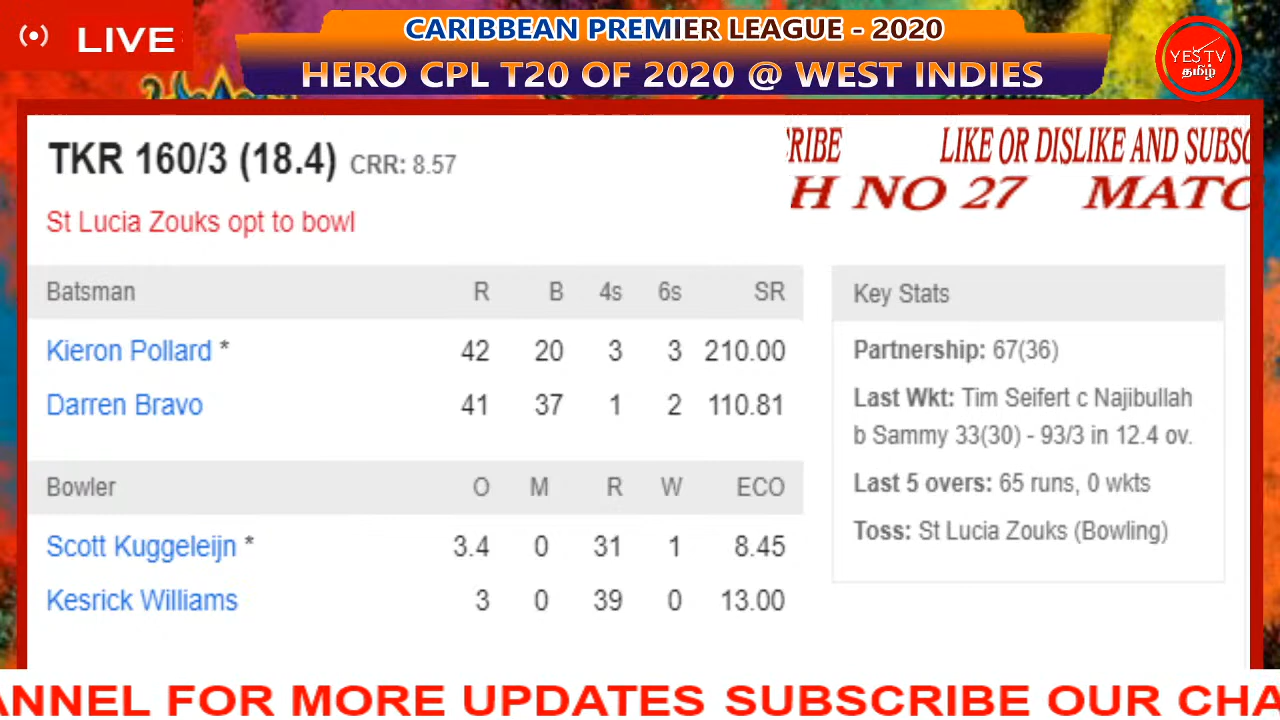 LIVE
CARIBBEAN PREMIER LEAGUE - 2020
HERO CPL T20 OF 2020 @ WEST INDIES
YES TV
தமிழ்
TKR 160/3 (18.4) CRR: 8.57
LIKE OR DISLIKE AND
NO 27
St Lucia Zouks opt to bowl
Batsman R B 4s 6s SR
Kieron Pollard * 42 20 3 3 210.00
Darren Bravo 41 37 1 2 110.81
Bowler O M R W ECO
Scott Kuggeleijn * 3.4 0 31 1 8.45
Kesrick Williams 3 0 39 0 13.00
Key Stats
Partnership: 67(36)
Last Wkt: Tim Seifert c Najibullah
b Sammy 33(30) - 93/3 in 12.4 ov.
Last 5 overs: 65 runs, 0 wkts
Toss: St Lucia Zouks (Bowling)
FOR MORE UPDATES SUBSCRIBE OUR